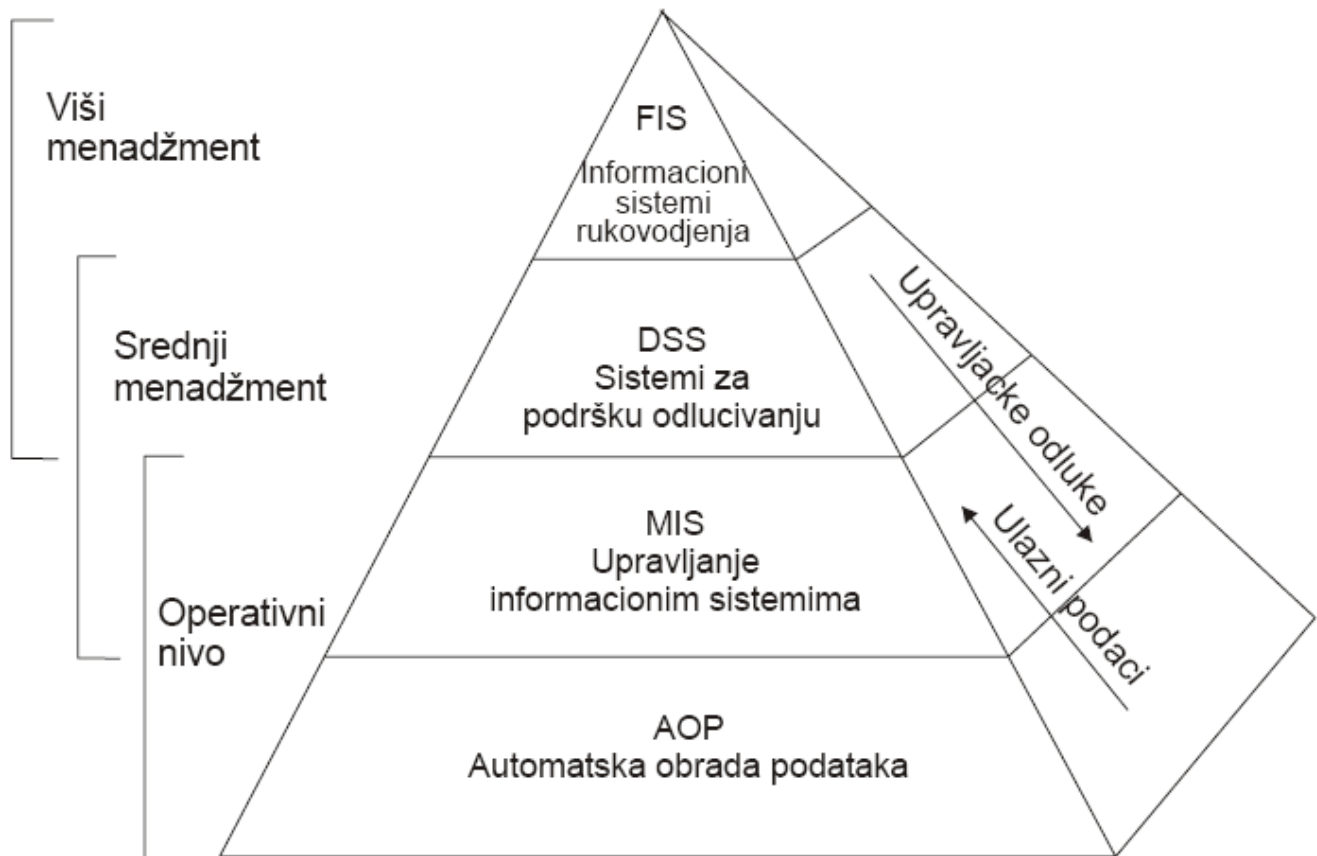 Viši
menadžment
Srednji
menadžment
Operativni
nivo
FIS
Informacioni
sistemi
rukovodjenja
DSS
Sistemi za
podršku odlucivanju
MIS
Upravljanje
informacionim sistemima
AOP
Automatska obrada podataka
Upravljacke odluke
Ulazni podaci